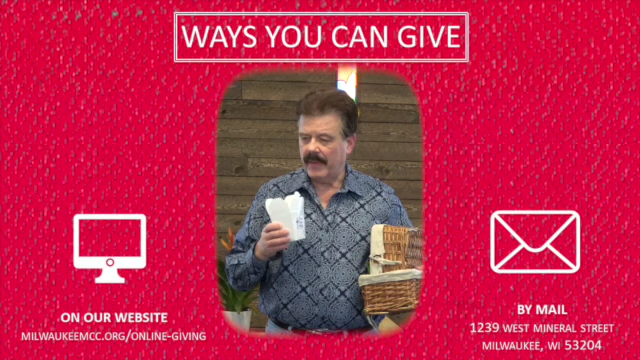 WAYS YOU CAN GIVE
ON OUR WEBSITE
MILWAUKEEMCC.ORG/ONLINE-GIVING
BY MAIL
1239 WEST MINERAL STREET
MILWAUKEE, WI 53204